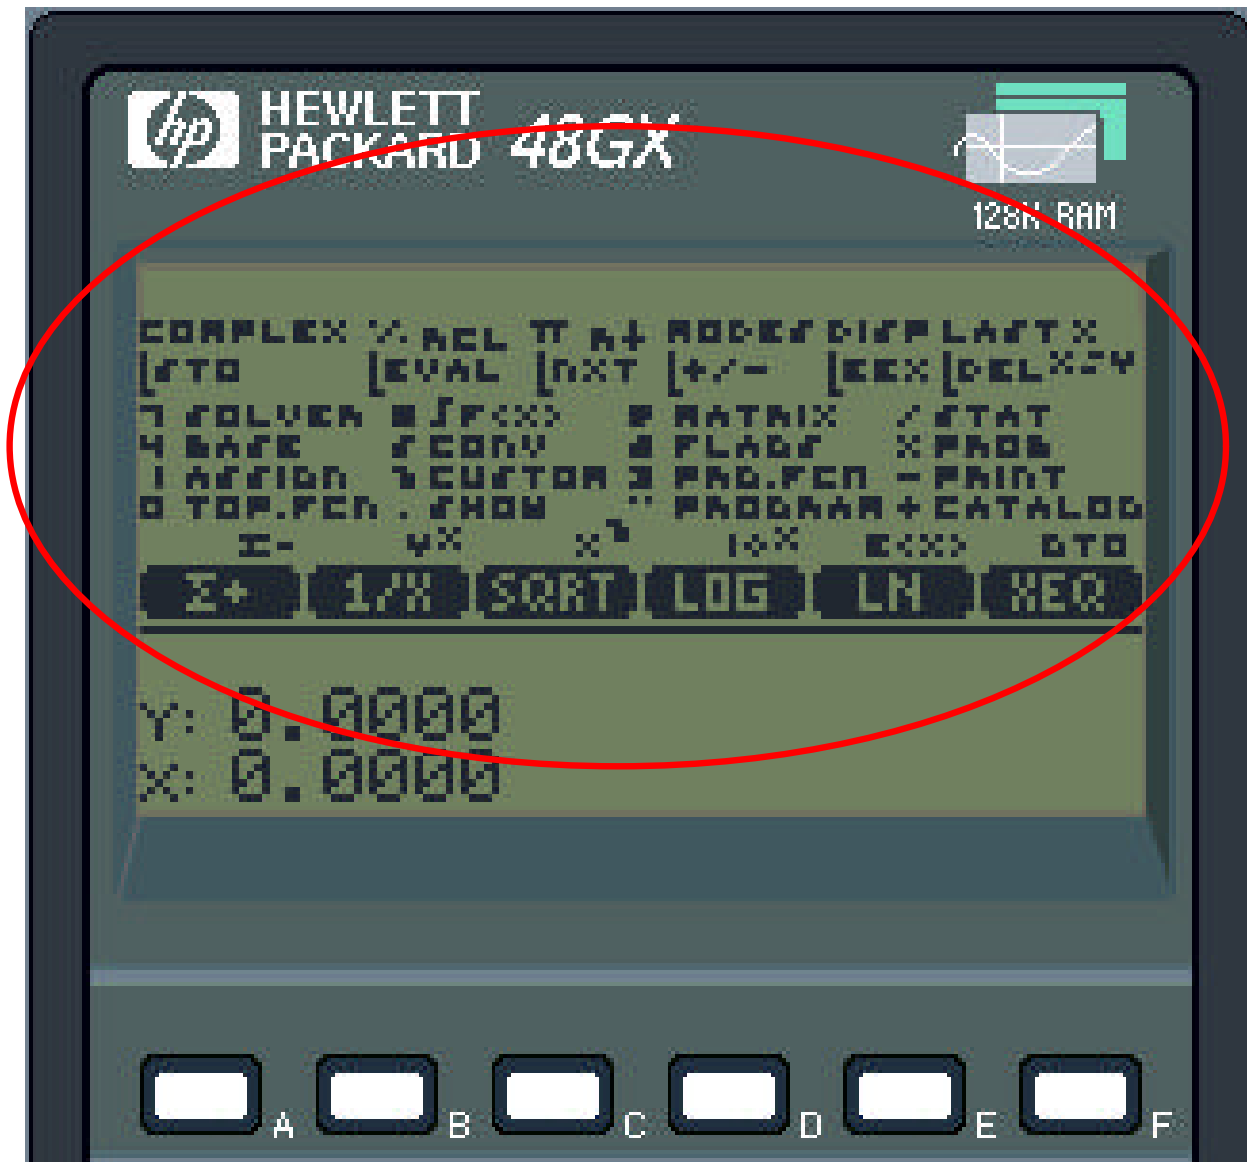 hp HEWLETT PACKARD 48GX
128K RAM
COMPLEX % RCL π R↓ MODES DISP LAST X
STO EVAL NXT +/- EEX DEL X=Y
7 SOLVER 8 ∫F(X) 9 MATRIX / STAT
4 BASE 5 CONV 6 FLAGS X PROB
1 ASSIGN 2 CUSTOM 3 PRG.FCN - PRINT
0 TOP.FCN . SHOW " PROGRAM + CATALOG
Σ- Y^X X² 10^X E(X) GTO
Σ+ 1/X SQRT LOG LN XEQ
Y: 0.0000
X: 0.0000
A B C D E F